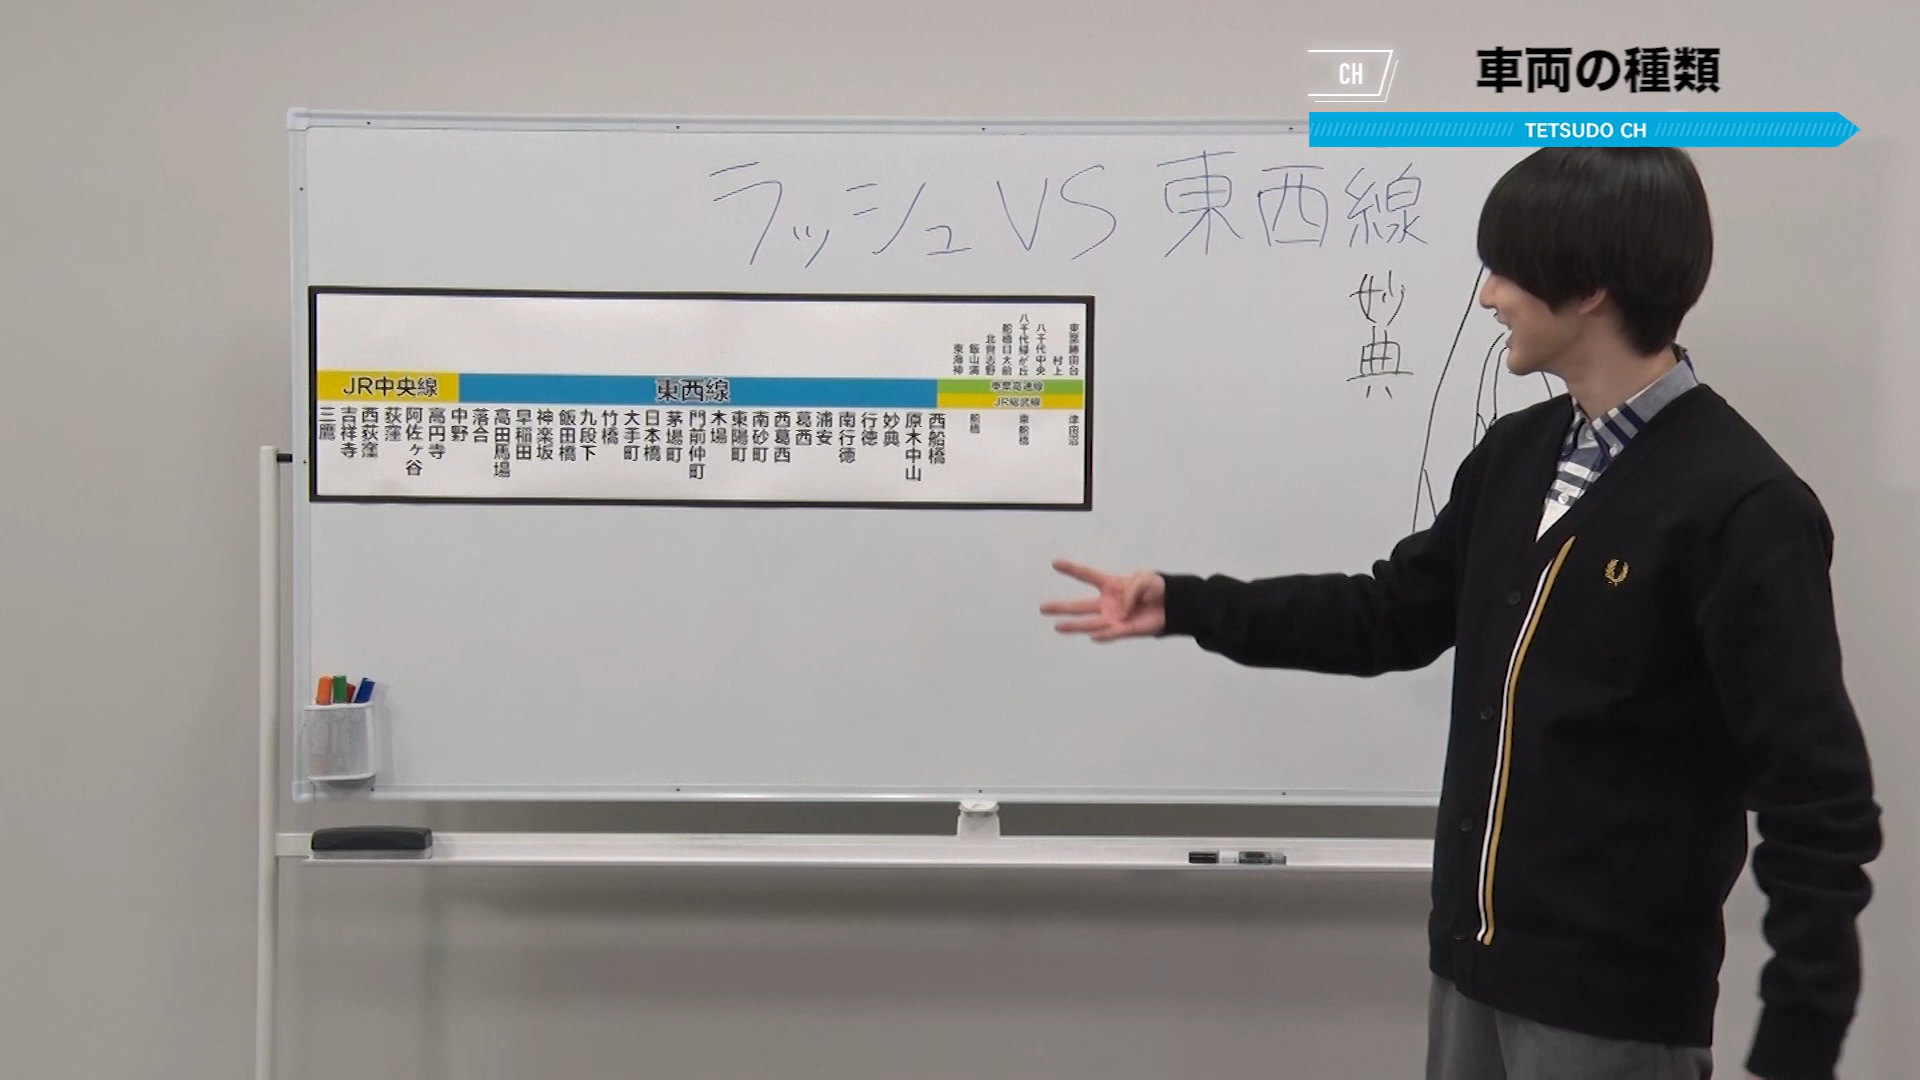 CH
車両の種類
TETSUDO CH
ラッシュVS東西線
妙典
東海神
飯山満
北習志野
船橋日大前
八千代緑が丘
八千代中央
村上
東葉勝田台
JR中央線
東西線
東葉高速線
JR総武線
三鷹
吉祥寺
西荻窪
荻窪
阿佐ヶ谷
高円寺
中野
落合
高田馬場
早稲田
神楽坂
飯田橋
九段下
竹橋
大手町
日本橋
茅場町
門前仲町
木場
東陽町
南砂町
西葛西
葛西
浦安
南行徳
行徳
妙典
原木中山
西船橋
船橋
東船橋
津田沼